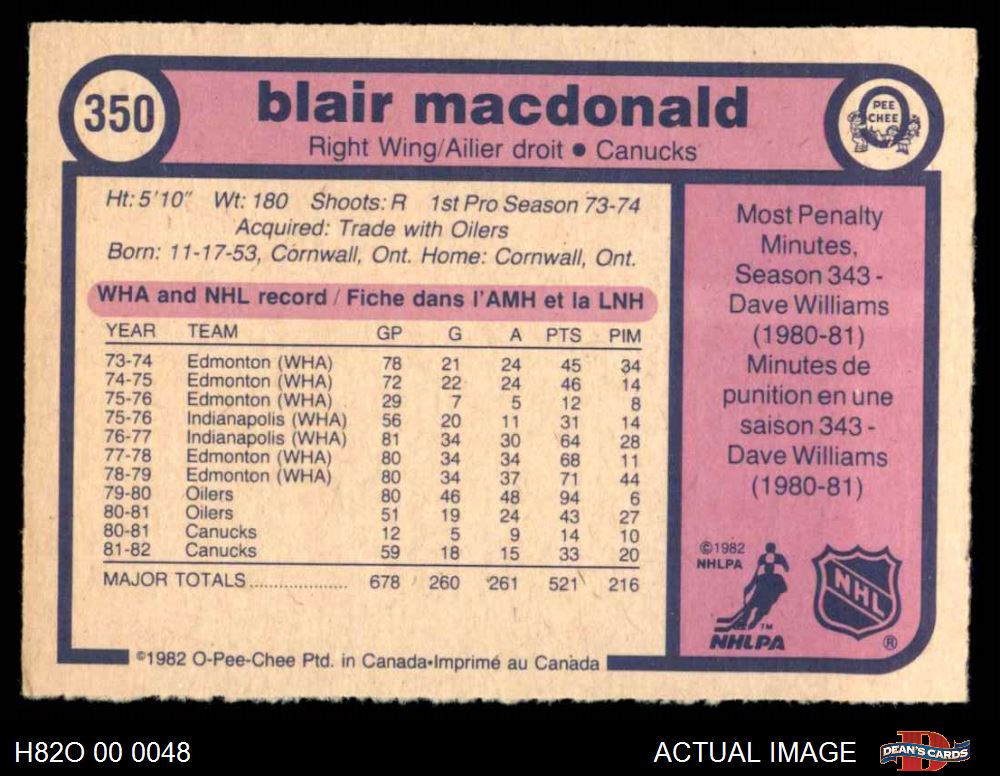 350
blair macdonald
PEE
CHEE
Right Wing/Ailier droit ● Canucks
Ht: 5'10" Wt: 180 Shoots: R 1st Pro Season 73-74
Acquired: Trade with Oilers
Born: 11-17-53, Cornwall, Ont. Home: Cornwall, Ont.
WHA and NHL record / Fiche dans l'AMH et la LNH
YEAR TEAM GP G A PTS PIM
73-74 Edmonton (WHA) 78 21 24 45 34
74-75 Edmonton (WHA) 72 22 24 46 14
75-76 Edmonton (WHA) 29 7 5 12 8
75-76 Indianapolis (WHA) 56 20 11 31 14
76-77 Indianapolis (WHA) 81 34 30 64 28
77-78 Edmonton (WHA) 80 34 34 68 11
78-79 Edmonton (WHA) 80 34 37 71 44
79-80 Oilers 80 46 48 94 6
80-81 Oilers 51 19 24 43 27
80-81 Canucks 12 5 9 14 10
81-82 Canucks 59 18 15 33 20
MAJOR TOTALS................ 678 260 261 521 216
©1982 O-Pee-Chee Ptd. in Canada•Imprimé au Canada
Most Penalty
Minutes,
Season 343 -
Dave Williams
(1980-81)
Minutes de
punition en une
saison 343 -
Dave Williams
(1980-81)
©1982
NHLPA
TM
NHLPA
NHL
®
H82O 00 0048
ACTUAL IMAGE
DEAN'S CARDS